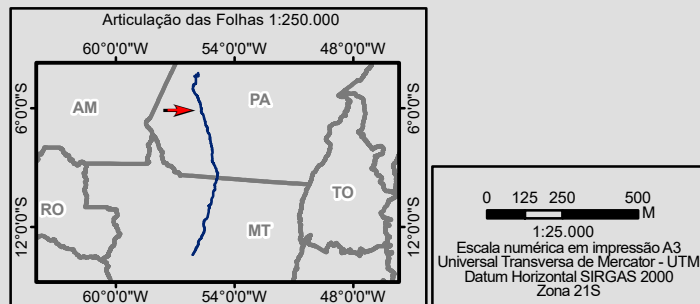 Articulação das Folhas 1:250.000
60°0'0"W 54°0'0"W 48°0'0"W
6°0'0"S 6°0'0"S
AM PA
RO TO
MT
12°0'0"S 12°0'0"S
60°0'0"W 54°0'0"W 48°0'0"W
0 125 250 500
M
1:25.000
Escala numérica em impressão A3
Universal Transversa de Mercator - UTM
Datum Horizontal SIRGAS 2000
Zona 21S